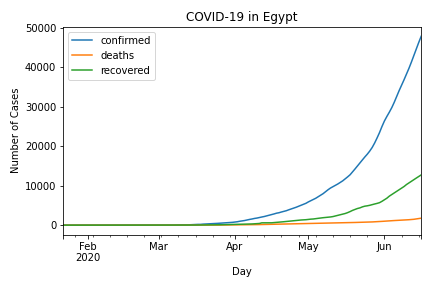 COVID-19 in Egypt
confirmed
deaths
recovered
50000
40000
30000
20000
10000
0
Number of Cases
Feb
2020
Mar
Apr
May
Jun
Day